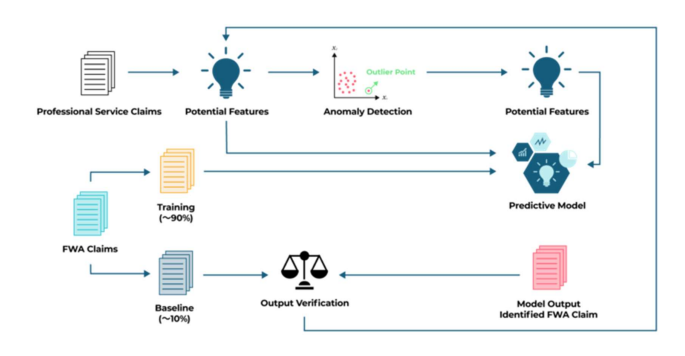 X.
Outlier Point
X.
Professional Service Claims
Potential Features
Anomaly Detection
Potential Features
Predictive Model
Training
(~90%)
FWA Claims
Baseline
(~10%)
Output Verification
Model Output
Identified FWA Claim